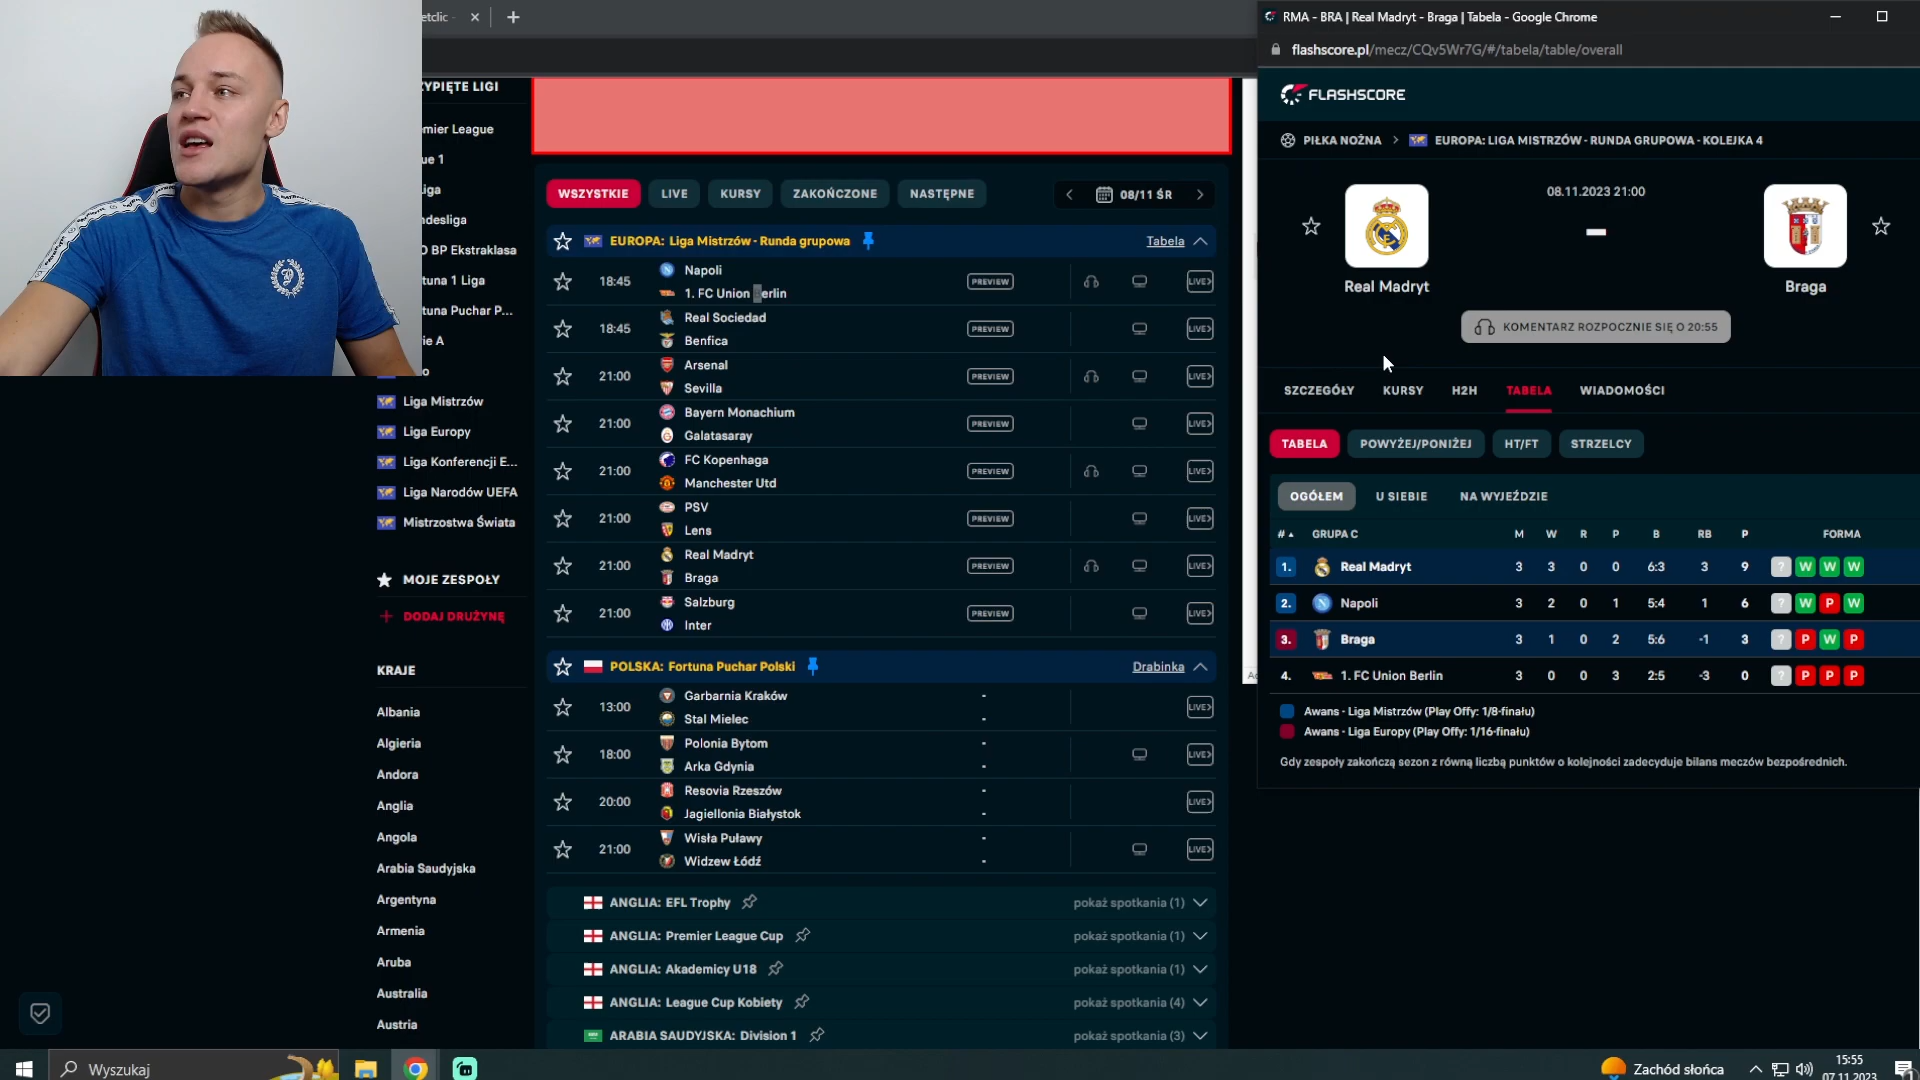 etclic -
RMA - BRA | Real Madryt - Braga | Tabela - Google Chrome
flashscore.pl/mecz/CQv5Wr7G/#/tabela/table/overall
YPIĘTE LIGI
mier League
ue 1
iga
ndesliga
O BP Ekstraklasa
tuna 1 Liga
tuna Puchar P...
ie A
Liga Mistrzów
Liga Europy
Liga Konferencji E...
Liga Narodów UEFA
Mistrzostwa Świata
MOJE ZESPOŁY
DODAJ DRUŻYNĘ
KRAJE
Albania
Algieria
Andora
Anglia
Angola
Arabia Saudyjska
Argentyna
Armenia
Aruba
Australia
Austria
WSZYSTKIE LIVE KURSY ZAKOŃCZONE NASTĘPNE 08/11 ŚR
EUROPA: Liga Mistrzów - Runda grupowa Tabela
18:45 Napoli PREVIEW LIVE
1. FC Union Berlin
18:45 Real Sociedad PREVIEW LIVE
Benfica
21:00 Arsenal PREVIEW LIVE
Sevilla
21:00 Bayern Monachium PREVIEW LIVE
Galatasaray
21:00 FC Kopenhaga PREVIEW LIVE
Manchester Utd
21:00 PSV PREVIEW LIVE
Lens
21:00 Real Madryt PREVIEW LIVE
Braga
21:00 Salzburg PREVIEW LIVE
Inter
POLSKA: Fortuna Puchar Polski Drabinka
13:00 Garbarnia Kraków - LIVE
Stal Mielec -
18:00 Polonia Bytom - LIVE
Arka Gdynia -
20:00 Resovia Rzeszów - LIVE
Jagiellonia Białystok -
21:00 Wisła Puławy - LIVE
Widzew Łódź -
ANGLIA: EFL Trophy pokaż spotkania (1)
ANGLIA: Premier League Cup pokaż spotkania (1)
ANGLIA: Akademicy U18 pokaż spotkania (1)
ANGLIA: League Cup Kobiety pokaż spotkania (4)
ARABIA SAUDYJSKA: Division 1 pokaż spotkania (3)
FLASHSCORE
PIŁKA NOŻNA > EUROPA: LIGA MISTRZÓW - RUNDA GRUPOWA - KOLEJKA 4
08.11.2023 21:00
-
Real Madryt Braga
KOMENTARZ ROZPOCZNIE SIĘ O 20:55
SZCZEGÓŁY KURSY H2H TABELA WIADOMOŚCI
TABELA POWYŻEJ/PONIŻEJ HT/FT STRZELCY
OGÓŁEM U SIEBIE NA WYJEŹDZIE
# GRUPA C M W R P B RB P FORMA
1. Real Madryt 3 3 0 0 6:3 3 9 ? W W W
2. Napoli 3 2 0 1 5:4 1 6 ? W P W
3. Braga 3 1 0 2 5:6 -1 3 ? P W P
4. 1. FC Union Berlin 3 0 0 3 2:5 -3 0 ? P P P
Awans - Liga Mistrzów (Play Offy: 1/8-finału)
Awans - Liga Europy (Play Offy: 1/16-finału)
Gdy zespoły zakończą sezon z równą liczbą punktów o kolejności zadecyduje bilans meczów bezpośrednich.
Wyszukaj
Zachód słońca
15:55
07.11.2023